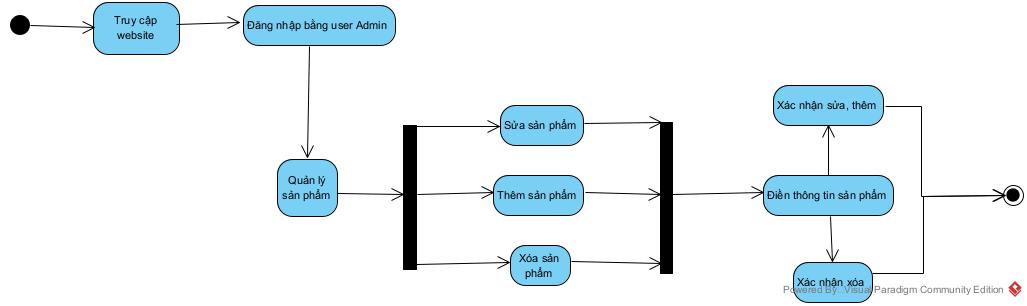 Truy cập
website
Đăng nhập bằng user Admin
Quản lý
sản phẩm
Sửa sản phẩm
Thêm sản phẩm
Xóa sản
phẩm
Xác nhận sửa, thêm
Điền thông tin sản phẩm
Xác nhận xóa
Powered By Visual Paradigm Community Edition